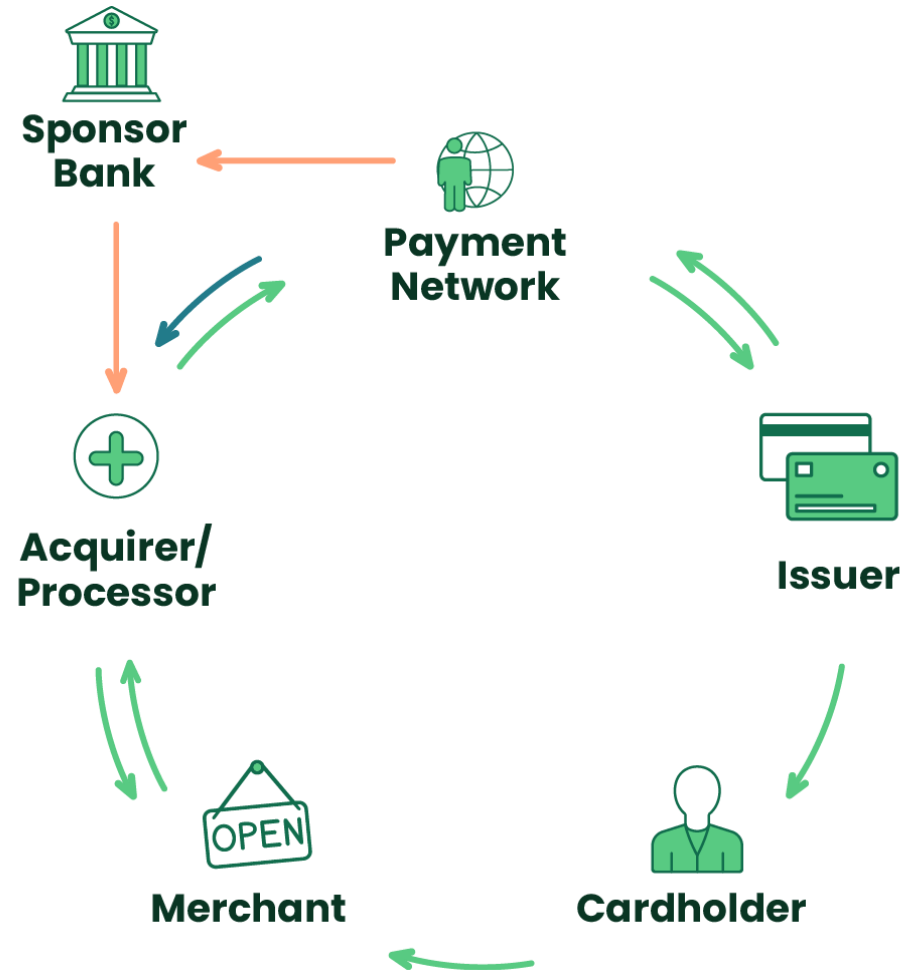 $
Sponsor
Bank
Payment
Network
Acquirer/
Processor
Issuer
OPEN
Merchant
Cardholder